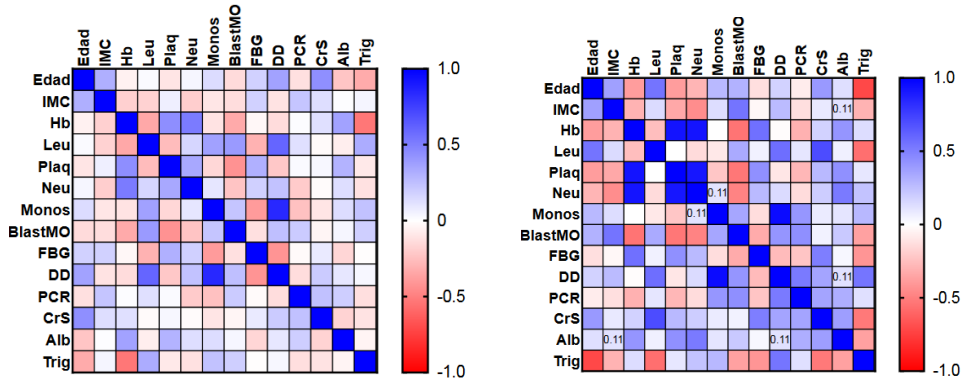 Edad IMC Hb Leu Plaq Neu Monos BlastMO FBG DD PCR CrS Alb Trig
Edad
IMC
Hb
Leu
Plaq
Neu
Monos
BlastMO
FBG
DD
PCR
CrS
Alb
Trig
1.0
0.5
0
-0.5
-1.0
Edad IMC Hb Leu Plaq Neu Monos BlastMO FBG DD PCR CrS Alb Trig
Edad
IMC 0.11
Hb
Leu
Plaq
Neu 0.11
Monos 0.11
BlastMO
FBG
DD 0.11
PCR
CrS
Alb 0.11 0.11
Trig
1.0
0.5
0
-0.5
-1.0